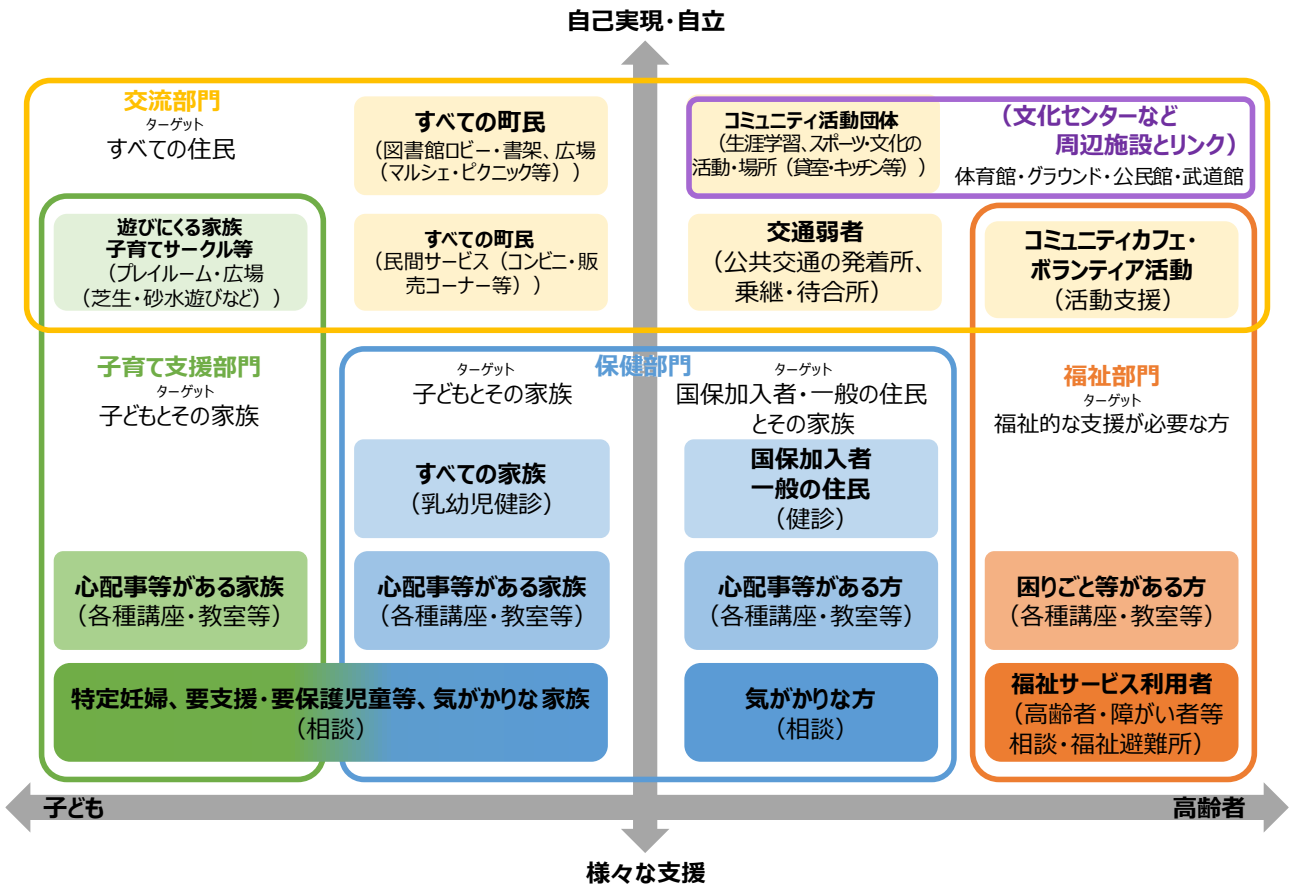 自己実現・自立
交流部門
ターゲット
すべての住民
すべての町民
（図書館ロビー・書架、広場
（マルシェ・ピクニック等））
コミュニティ活動団体
（生涯学習、スポーツ・文化の
活動・場所（貸室・キッチン等））
（文化センターなど
周辺施設とリンク）
体育館・グラウンド・公民館・武道館
遊びにくる家族
子育てサークル等
（プレイルーム・広場
（芝生・砂水遊びなど））
すべての町民
（民間サービス（コンビニ・販
売コーナー等））
交通弱者
（公共交通の発着所、
乗継・待合所）
コミュニティカフェ・
ボランティア活動
（活動支援）
子育て支援部門
ターゲット
子どもとその家族
保健部門
ターゲット
子どもとその家族
ターゲット
国保加入者・一般の住民
とその家族
福祉部門
ターゲット
福祉的な支援が必要な方
すべての家族
（乳幼児健診）
国保加入者
一般の住民
（健診）
心配事等がある家族
（各種講座・教室等）
心配事等がある家族
（各種講座・教室等）
心配事等がある方
（各種講座・教室等）
困りごと等がある方
（各種講座・教室等）
特定妊婦、要支援・要保護児童等、気がかりな家族
（相談）
気がかりな方
（相談）
福祉サービス利用者
（高齢者・障がい者等
相談・福祉避難所）
子ども
高齢者
様々な支援